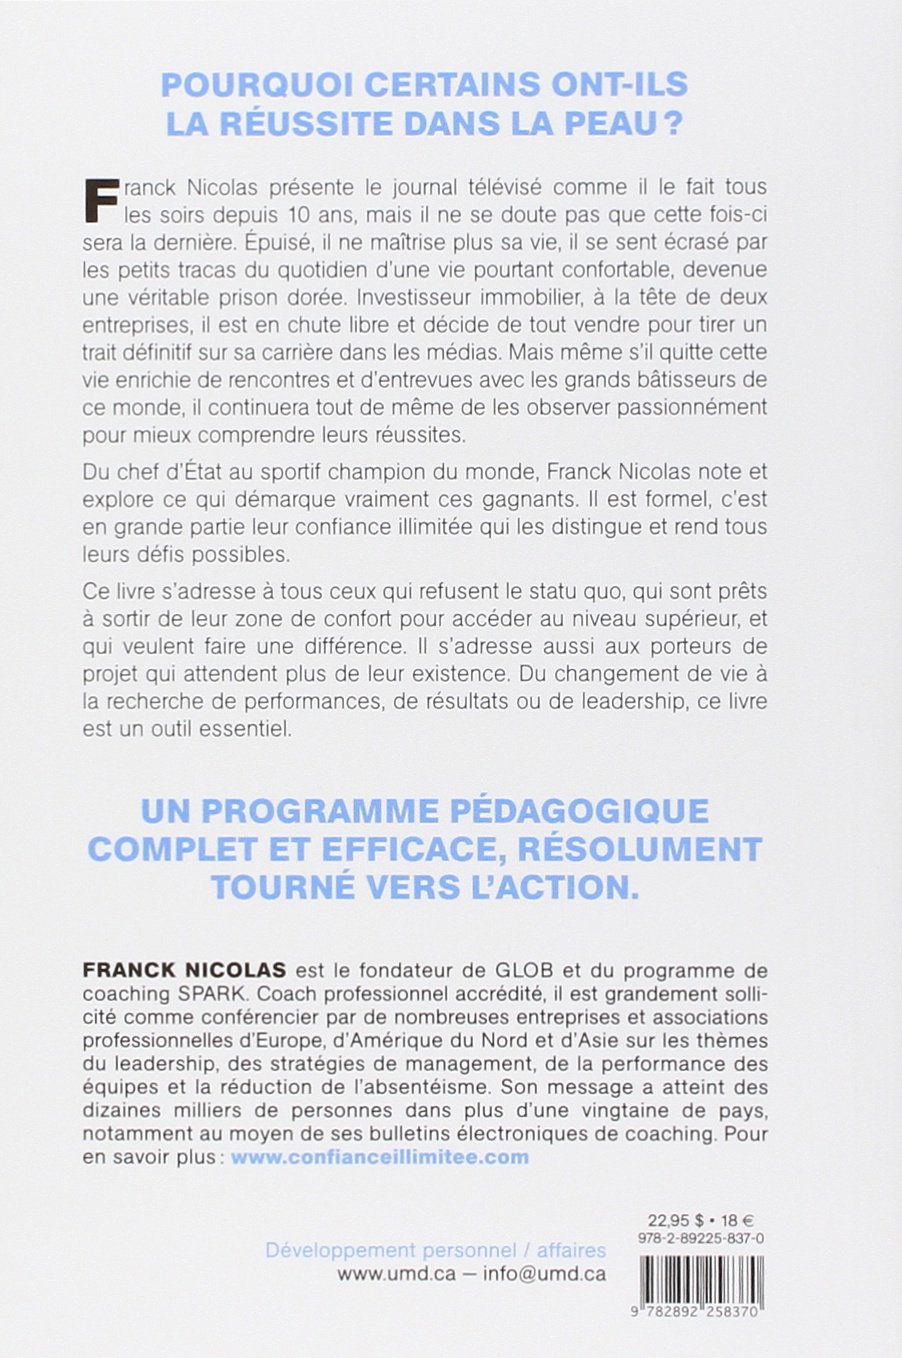 POURQUOI CERTAINS ONT-ILS
LA RÉUSSITE DANS LA PEAU ?
Franck Nicolas présente le journal télévisé comme il le fait tous
les soirs depuis 10 ans, mais il ne se doute pas que cette fois-ci
sera la dernière. Épuisé, il ne maîtrise plus sa vie, il se sent écrasé par
les petits tracas du quotidien d'une vie pourtant confortable, devenue
une véritable prison dorée. Investisseur immobilier, à la tête de deux
entreprises, il est en chute libre et décide de tout vendre pour tirer un
trait définitif sur sa carrière dans les médias. Mais même s'il quitte cette
vie enrichie de rencontres et d'entrevues avec les grands bâtisseurs de
ce monde, il continuera tout de même de les observer passionnément
pour mieux comprendre leurs réussites.
Du chef d'État au sportif champion du monde, Franck Nicolas note et
explore ce qui démarque vraiment ces gagnants. Il est formel, c'est
en grande partie leur confiance illimitée qui les distingue et rend tous
leurs défis possibles.
Ce livre s'adresse à tous ceux qui refusent le statu quo, qui sont prêts
à sortir de leur zone de confort pour accéder au niveau supérieur, et
qui veulent faire une différence. Il s'adresse aussi aux porteurs de
projet qui attendent plus de leur existence. Du changement de vie à
la recherche de performances, de résultats ou de leadership, ce livre
est un outil essentiel.
UN PROGRAMME PÉDAGOGIQUE
COMPLET ET EFFICACE, RÉSOLUMENT
TOURNÉ VERS L'ACTION.
FRANCK NICOLAS est le fondateur de GLOB et du programme de
coaching SPARK. Coach professionnel accrédité, il est grandement solli-
cité comme conférencier par de nombreuses entreprises et associations
professionnelles d'Europe, d'Amérique du Nord et d'Asie sur les thèmes
du leadership, des stratégies de management, de la performance des
équipes et la réduction de l'absentéisme. Son message a atteint des
dizaines milliers de personnes dans plus d'une vingtaine de pays,
notamment au moyen de ses bulletins électroniques de coaching. Pour
en savoir plus : www.confianceillimitee.com
22,95 $ • 18 €
978-2-89225-837-0
Développement personnel / affaires
www.umd.ca — info@umd.ca
9 782892 258370